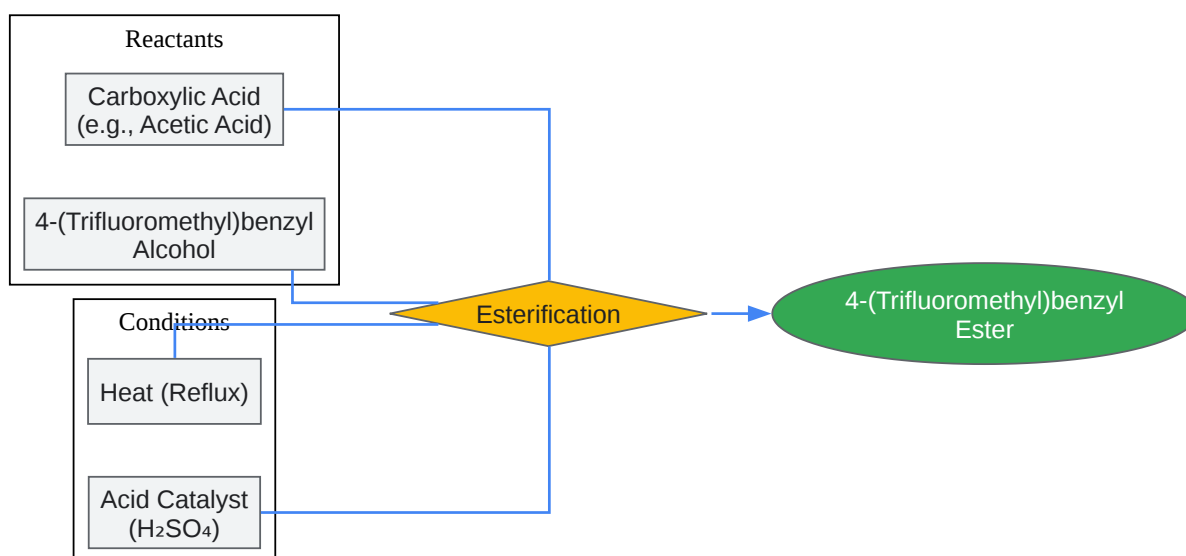 Reactants
Carboxylic Acid
(e.g., Acetic Acid)
4-(Trifluoromethyl)benzyl
Alcohol
Conditions
Heat (Reflux)
Acid Catalyst
(H₂SO₄)
Esterification
4-(Trifluoromethyl)benzyl
Ester